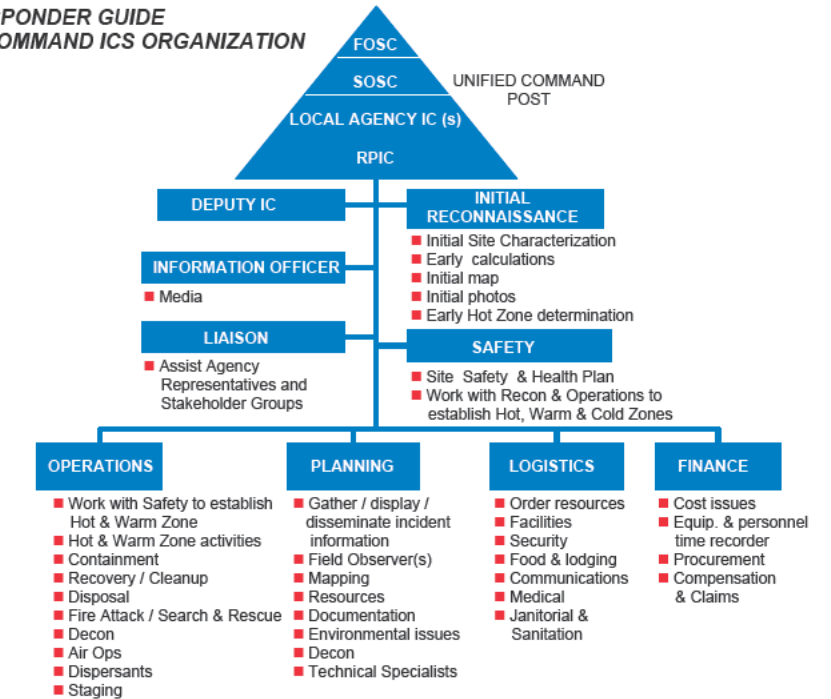 PONDER GUIDE
OMMAND ICS ORGANIZATION
FOSC
SOSC
LOCAL AGENCY IC (s)
RPIC
UNIFIED COMMAND
POST
DEPUTY IC
INITIAL
RECONNAISSANCE
Initial Site Characterization
Early calculations
Initial map
Initial photos
Early Hot Zone determination
INFORMATION OFFICER
Media
LIAISON
Assist Agency
Representatives and
Stakeholder Groups
SAFETY
Site Safety & Health Plan
Work with Recon & Operations to
establish Hot, Warm & Cold Zones
OPERATIONS
Work with Safety to establish
Hot & Warm Zone
Hot & Warm Zone activities
Containment
Recovery / Cleanup
Disposal
Fire Attack / Search & Rescue
Decon
Air Ops
Dispersants
Staging
PLANNING
Gather / display /
disseminate incident
information
Field Observer(s)
Mapping
Resources
Documentation
Environmental issues
Decon
Technical Specialists
LOGISTICS
Order resources
Facilities
Security
Food & lodging
Communications
Medical
Janitorial &
Sanitation
FINANCE
Cost issues
Equip. & personnel
time recorder
Procurement
Compensation
& Claims